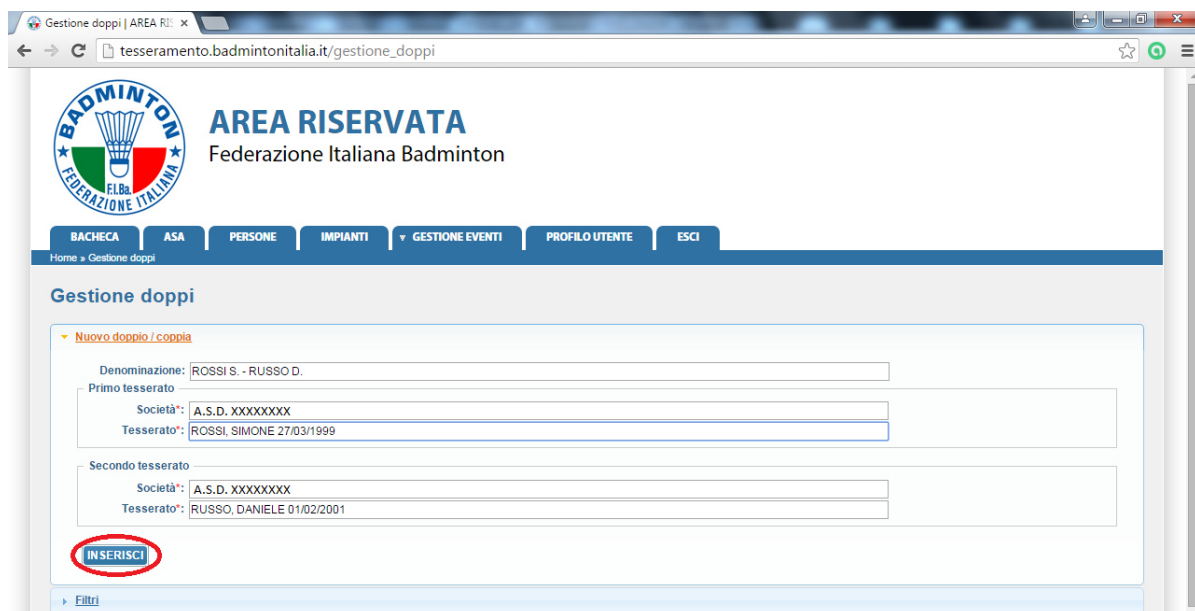 Gestione doppi | AREA RIS
tesseramento.badmintonitalia.it/gestione_doppi
BADMINTON
F.I.Ba.
FEDERAZIONE ITALIANA
AREA RISERVATA
Federazione Italiana Badminton
BACHECA ASA PERSONE IMPIANTI GESTIONE EVENTI PROFILO UTENTE ESCI
Home » Gestione doppi
Gestione doppi
Nuovo doppio / coppia
Denominazione: ROSSI S. - RUSSO D.
Primo tesserato
Società*: A.S.D. XXXXXXXX
Tesserato*: ROSSI, SIMONE 27/03/1999
Secondo tesserato
Società*: A.S.D. XXXXXXXX
Tesserato*: RUSSO, DANIELE 01/02/2001
INSERISCI
Filtri